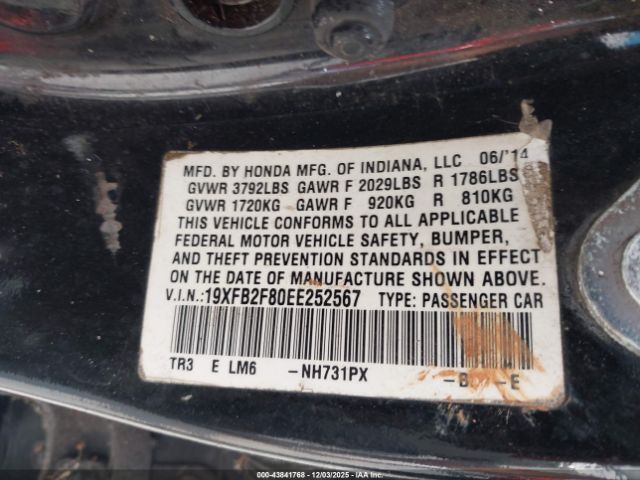 MFD. BY HONDA MFG. OF INDIANA, LLC 06/'14
GVWR 3792LBS GAWR F 2029LBS R 1786LBS
GVWR 1720KG GAWR F 920KG R 810KG
THIS VEHICLE CONFORMS TO ALL APPLICABLE
FEDERAL MOTOR VEHICLE SAFETY, BUMPER,
AND THEFT PREVENTION STANDARDS IN EFFECT
ON THE DATE OF MANUFACTURE SHOWN ABOVE.
V.I.N.:19XFB2F80EE252567 TYPE: PASSENGER CAR
TR3 E LM6 -NH731PX -B -E
000-43841768 - 12/03/2025 - IAAI